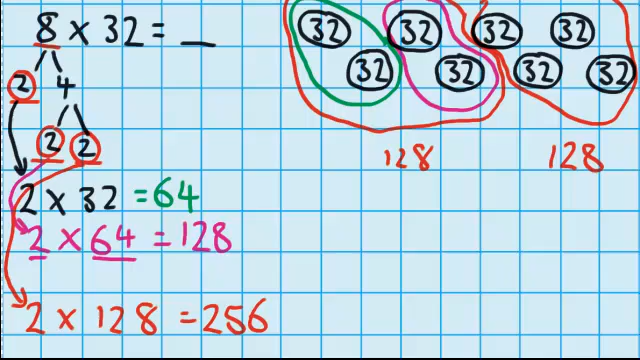 8 × 32 = __
2 4
2 2
2 × 32 = 64
2 × 64 = 128
2 × 128 = 256
32 32 32 32
32 32 32 32
128 128